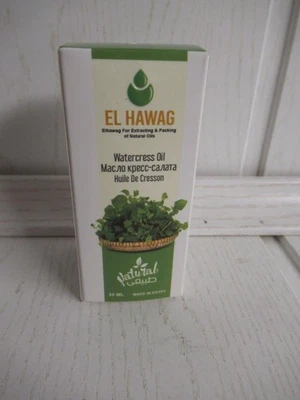 EL HAWAG
Elhawag For Extracting & Packing
of Natural Oils
Watercress Oil
Масло кресс-салата
Huile De Cresson
Natural
طبيعى
MADE IN EGYPT